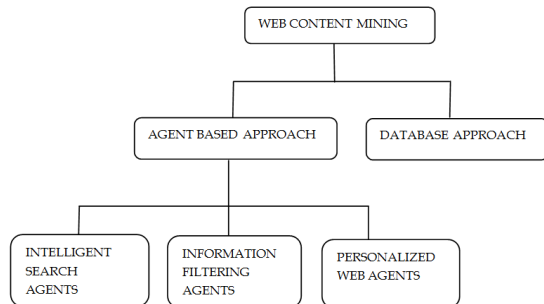 WEB CONTENT MINING
AGENT BASED APPROACH
DATABASE APPROACH
INTELLIGENT
SEARCH
AGENTS
INFORMATION
FILTERING
AGENTS
PERSONALIZED
WEB AGENTS